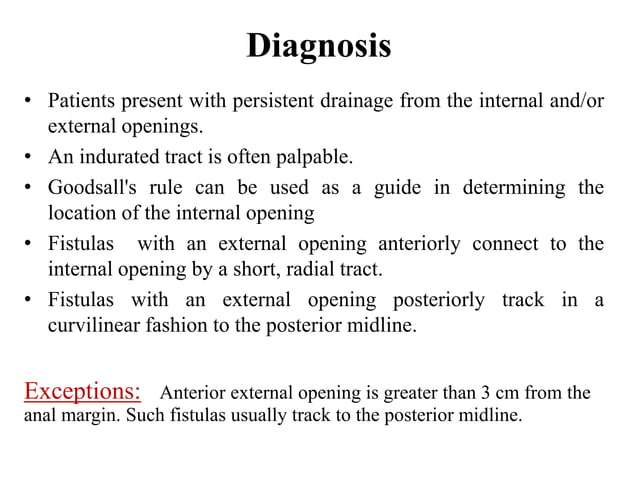 Diagnosis
• Patients present with persistent drainage from the internal and/or
external openings.
• An indurated tract is often palpable.
• Goodsall's rule can be used as a guide in determining the
location of the internal opening
• Fistulas with an external opening anteriorly connect to the
internal opening by a short, radial tract.
• Fistulas with an external opening posteriorly track in a
curvilinear fashion to the posterior midline.
Exceptions: Anterior external opening is greater than 3 cm from the
anal margin. Such fistulas usually track to the posterior midline.